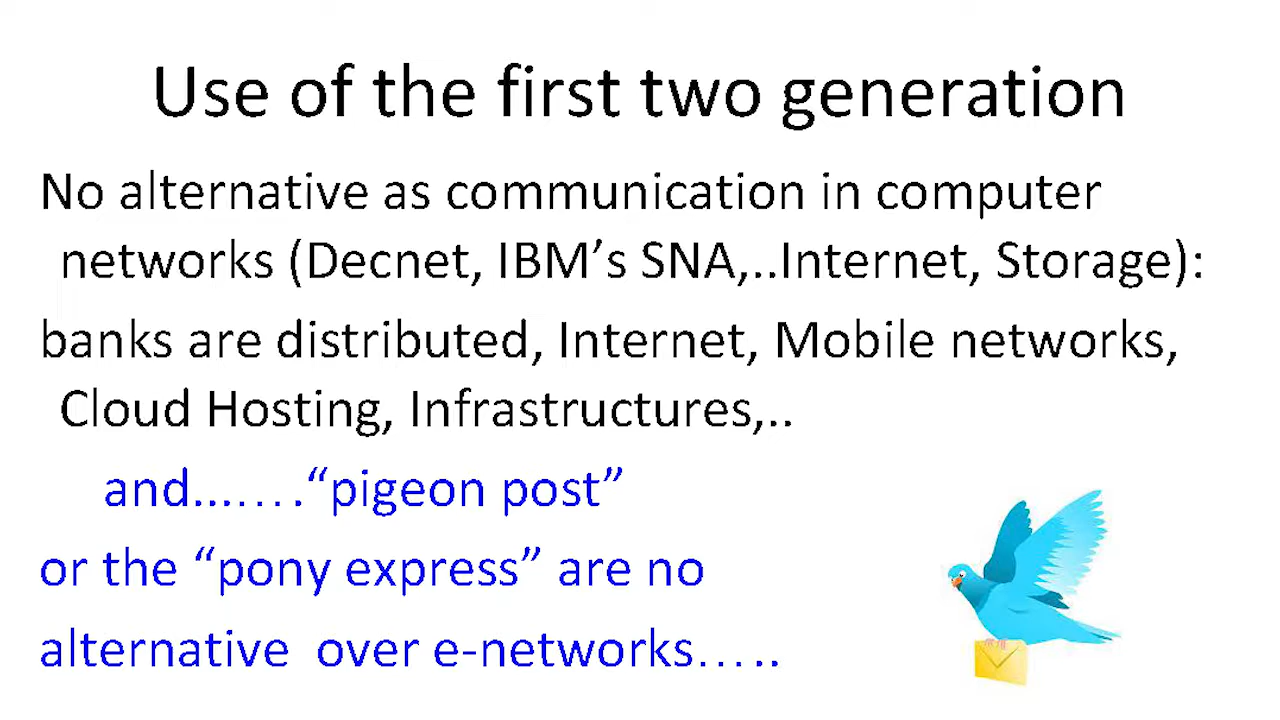 Use of the first two generation
No alternative as communication in computer
networks (Decnet, IBM’s SNA,..Internet, Storage):
banks are distributed, Internet, Mobile networks,
Cloud Hosting, Infrastructures,..
and...….“pigeon post”
or the “pony express” are no
alternative  over e-networks…..